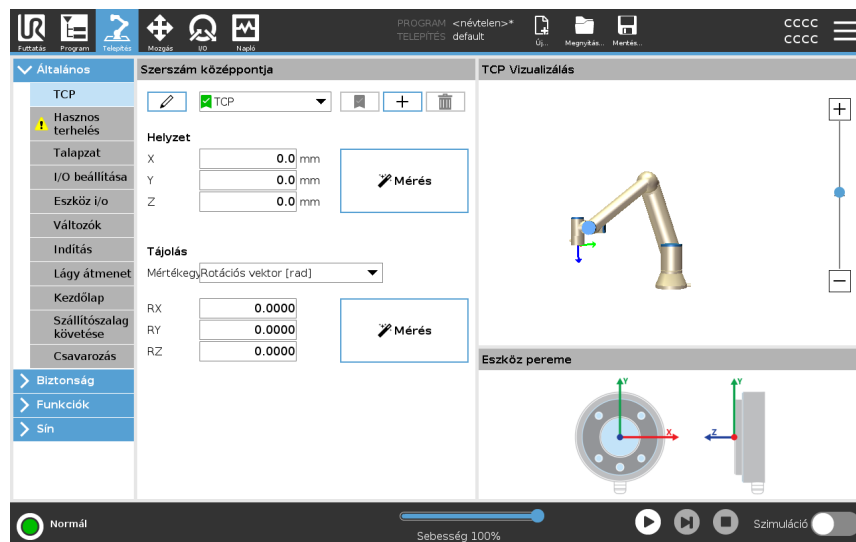 PROGRAM <névtelen>*
TELEPÍTÉS default
Futtatás
Program
Telepítés
Mozgás
I/O
Napló
Új...
Megnyitás...
Mentés...
cccc
cccc
Általános
TCP
Hasznos
terhelés
Talapzat
I/O beállítása
Eszköz i/o
Változók
Indítás
Lágy átmenet
Kezdőlap
Szállítószalag
követése
Csavarozás
Biztonság
Funkciók
Sín
Szerszám középpontja
TCP
Helyzet
X 0.0 mm
Y 0.0 mm
Z 0.0 mm
Mérés
Tájolás
Mértékegy Rotációs vektor [rad]
RX 0.0000
RY 0.0000
RZ 0.0000
Mérés
TCP Vizualizálás
Eszköz pereme
Y
X
Y
Z
Normál
Sebesség 100%
Szimuláció